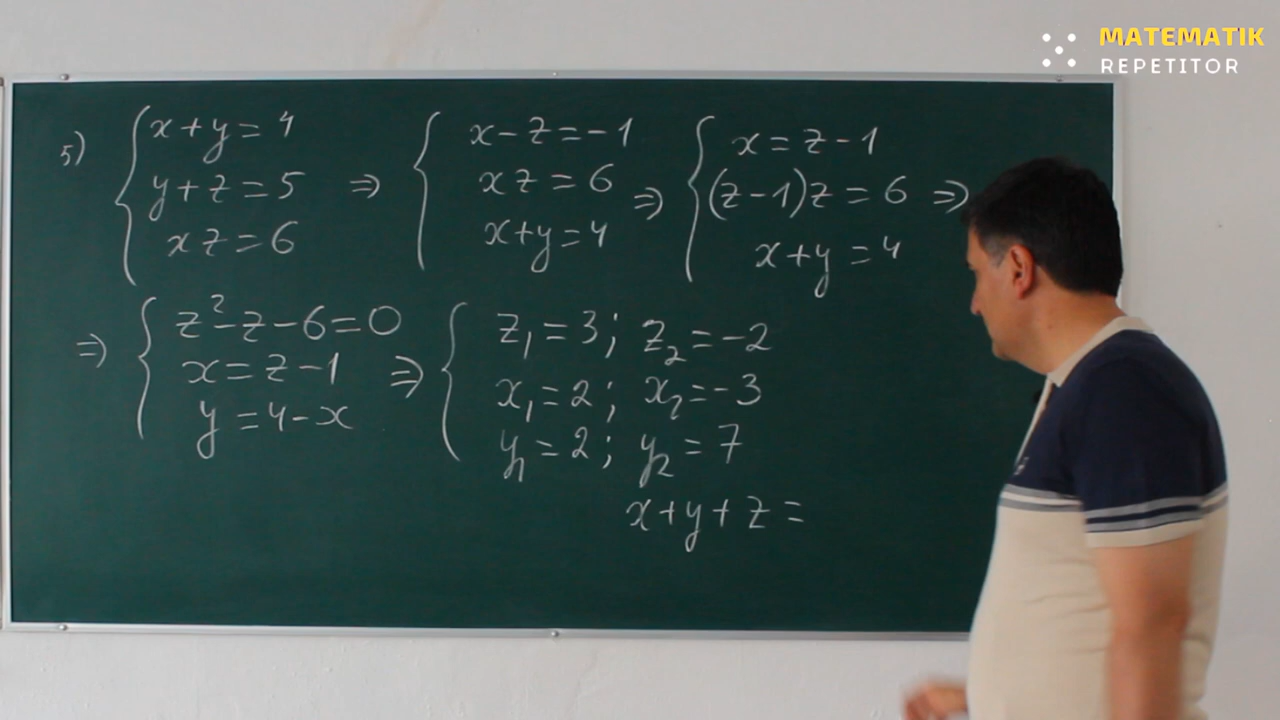 MATEMATIK
REPETITOR
5) { x+y=4
y+z=5
xz=6
⇒ { x-z=-1
xz=6
x+y=4
⇒ { x=z-1
(z-1)z=6
x+y=4
⇒
⇒ { z²-z-6=0
x=z-1
y=4-x
⇒ { z₁=3; z₂=-2
x₁=2; x₂=-3
y₁=2; y₂=7
x+y+z=